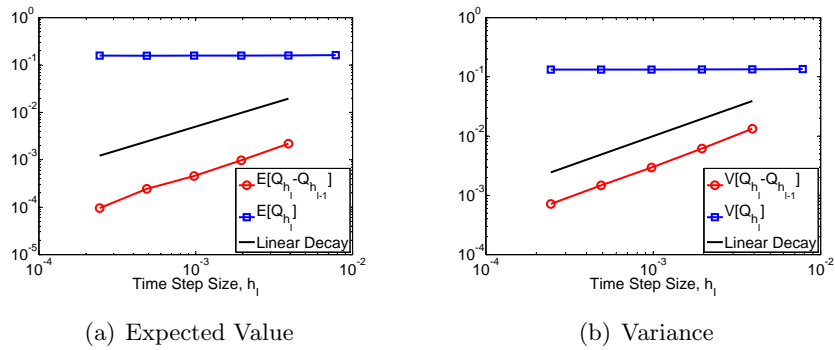 10^0
10^-1
10^-2
10^-3
10^-4
10^-5
10^-4
10^-3
10^-2
Time Step Size, h_l
E[Q_{h_l}-Q_{h_{l-1}}]
E[Q_{h_l}]
Linear Decay
(a) Expected Value
10^0
10^-1
10^-2
10^-3
10^-4
10^-4
10^-3
10^-2
Time Step Size, h_l
V[Q_{h_l}-Q_{h_{l-1}}]
V[Q_{h_l}]
Linear Decay
(b) Variance